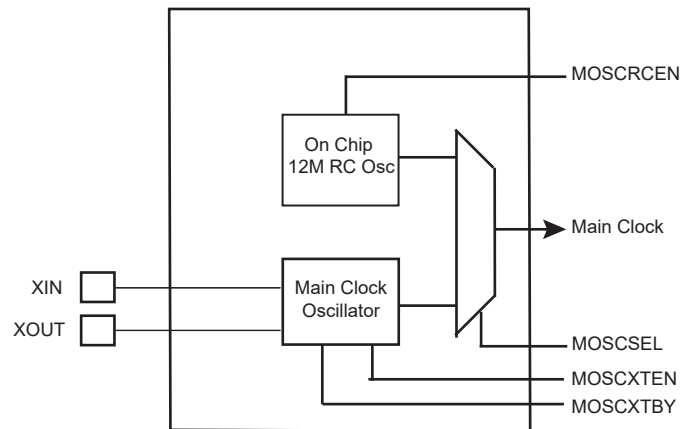 MOSCRCEN
On Chip
12M RC Osc
Main Clock
XIN
Main Clock
Oscillator
XOUT
MOSCSEL
MOSCXTEN
MOSCXTBY